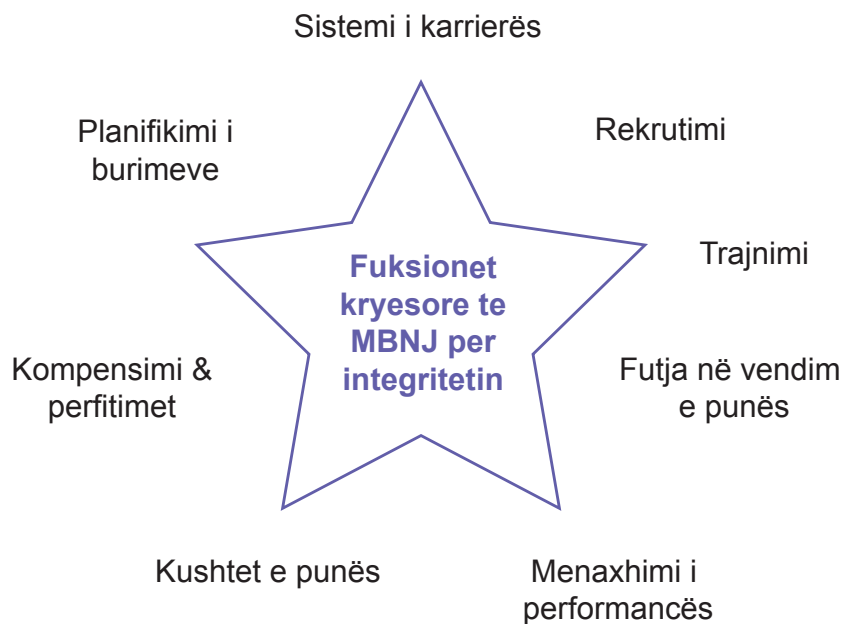 Sistemi i karrierës
Planifikimi i
burimeve
Rekrutimi
Trajnimi
Fuksionet
kryesore te
MBNJ per
integritetin
Kompensimi &
perfitimet
Futja në vendim
e punës
Kushtet e punës
Menaxhimi i
performancës